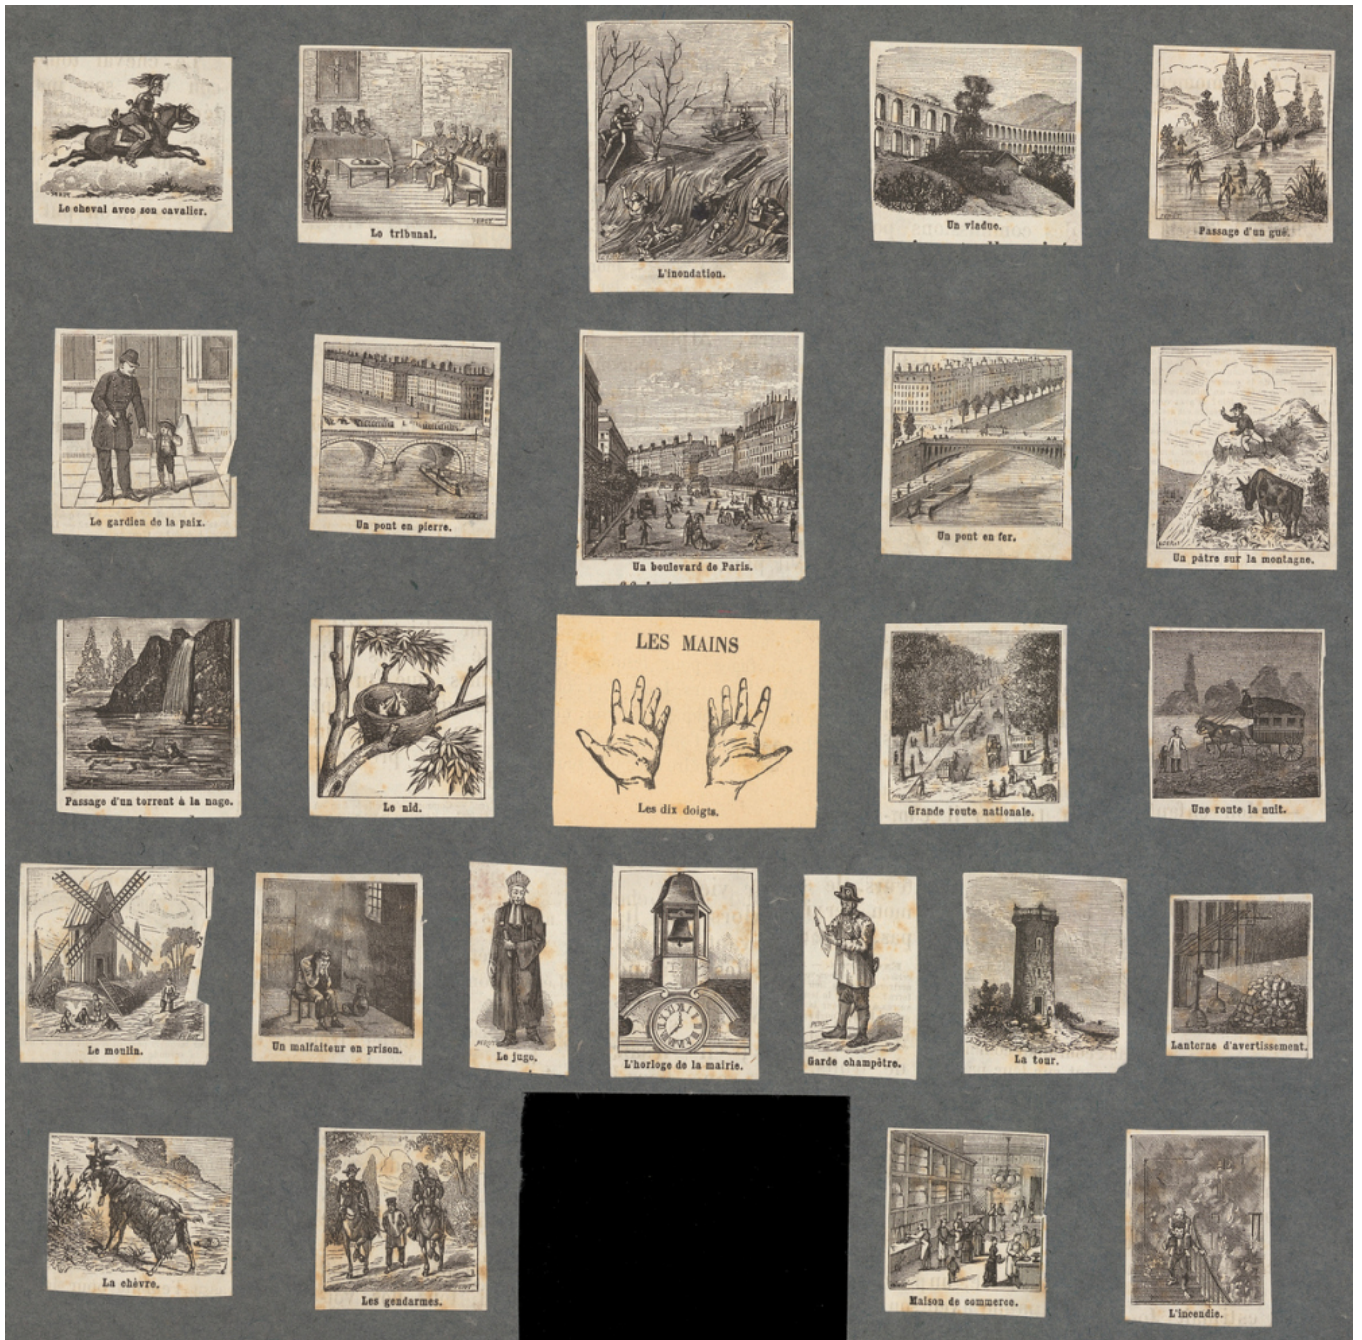 Le cheval avec son cavalier.
Le tribunal.
L'inondation.
Un viaduc.
Passage d'un gué.
Le gardien de la paix.
Un pont en pierre.
Un boulevard de Paris.
Un pont en fer.
Un pâtre sur la montagne.
Passage d'un torrent à la nage.
Le nid.
LES MAINS
Les dix doigts.
Grande route nationale.
Une route la nuit.
Le moulin.
Un malfaiteur en prison.
Le juge.
L'horloge de la mairie.
Garde champêtre.
La tour.
Lanterne d'avertissement.
La chèvre.
Les gendarmes.
Maison de commerce.
L'incendie.